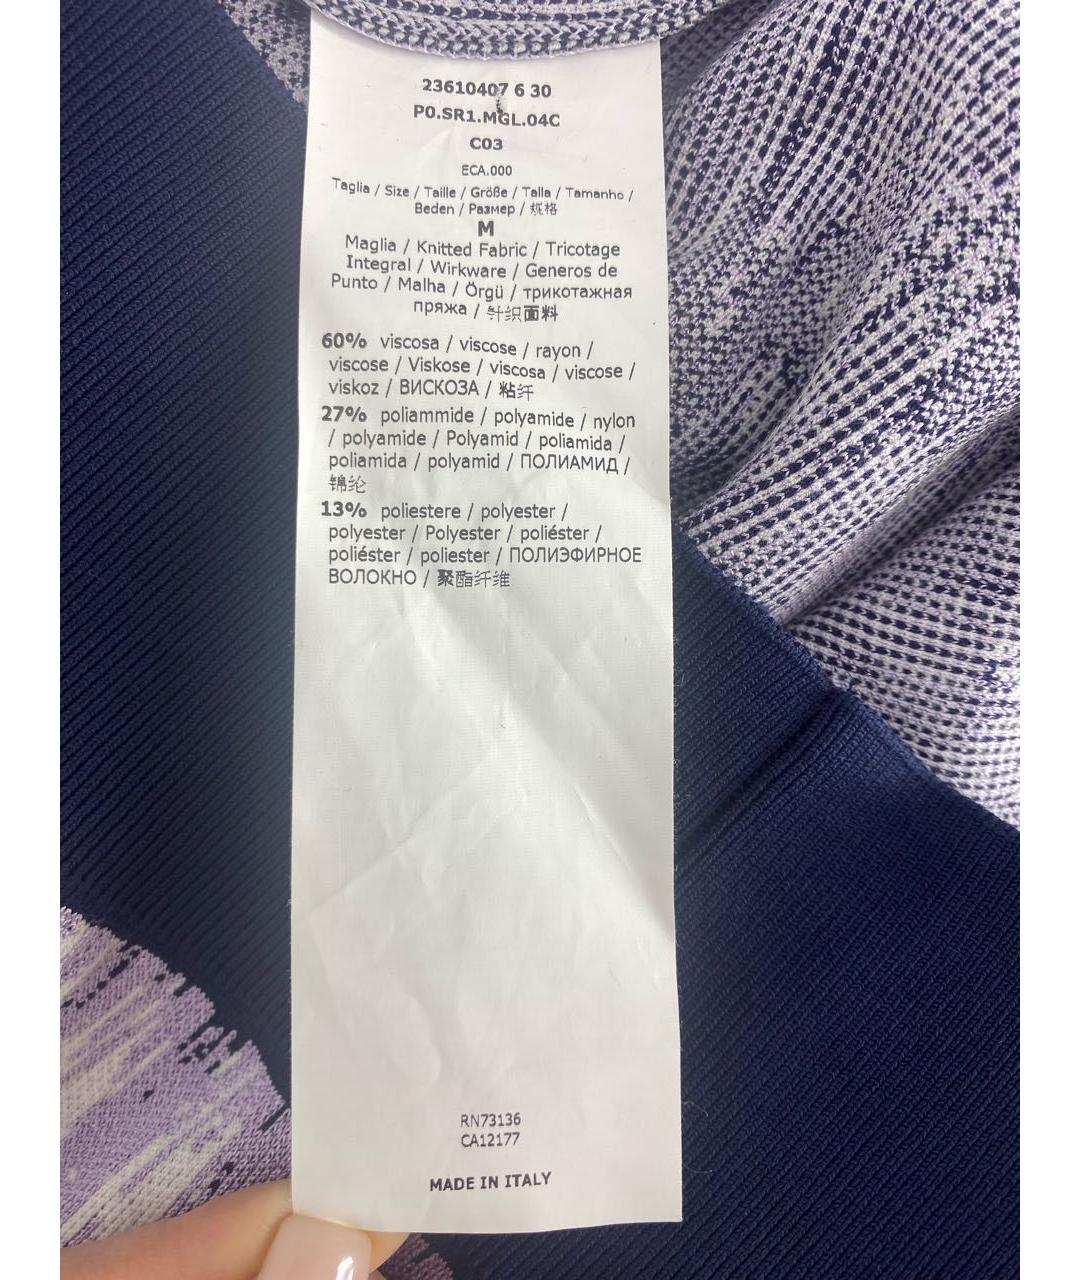 23610407 6 30
P0.SR1.MGL.04C
C03
ECA.000
Taglia / Size / Taille / Größe / Talla / Tamanho /
Beden / Размер / 规格
M
Maglia / Knitted Fabric / Tricotage
Integral / Wirkware / Generos de
Punto / Malha / Örgü / трикотажная
пряжа / 针织面料
60% viscosa / viscose / rayon /
viscose / Viskose / viscosa / viscose /
viskoz / ВИСКОЗА / 粘纤
27% poliammide / polyamide / nylon
/ polyamide / Polyamid / poliamida /
poliamida / polyamid / ПОЛИАМИД /
锦纶
13% poliestere / polyester /
polyester / Polyester / poliéster /
poliéster / poliester / ПОЛИЭФИРНОЕ
ВОЛОКНО / 聚酯纤维
RN73136
CA12177
MADE IN ITALY